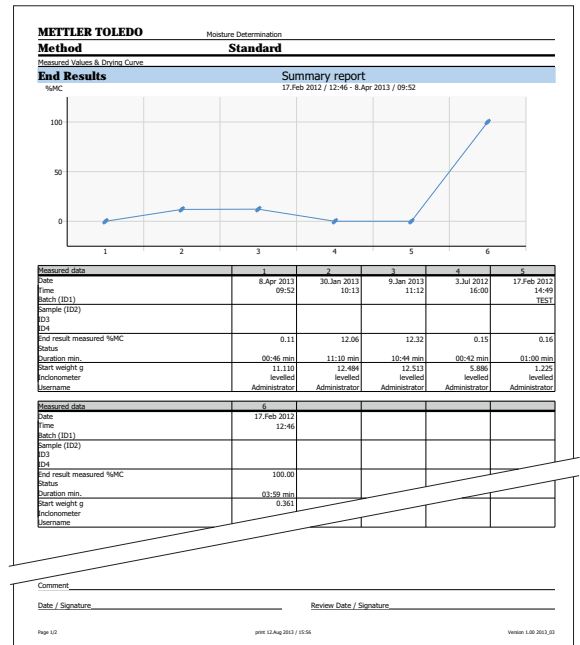 METTLER TOLEDO Moisture Determination
Method Standard
Measured Values & Drying Curve
End Results Summary report
%MC 17.Feb 2012 / 12:46 - 8.Apr 2013 / 09:52
100
50
0
1 2 3 4 5 6
Measured data 1 2 3 4 5
Date 8.Apr 2013 30.Jan 2013 9.Jan 2013 3.Jul 2012 17.Feb 2012
Time 09:52 10:13 11:12 16:00 14:49
Batch (ID1) TEST
Sample (ID2)
ID3
ID4
End result measured %MC 0.11 12.06 12.32 0.15 0.16
Status
Duration min. 00:46 min 11:10 min 10:44 min 00:42 min 01:00 min
Start weight g 11.110 12.484 12.513 5.886 1.225
Inclonometer levelled levelled levelled levelled levelled
Username Administrator Administrator Administrator Administrator Administrator
Measured data 6
Date 17.Feb 2012
Time 12:46
Batch (ID1)
Sample (ID2)
ID3
ID4
End result measured %MC 100.00
Status
Duration min. 03:59 min
Start weight g 0.361
Inclonometer
Username
Comment
Date / Signature Review Date / Signature
Page 1/2 print 12.Aug 2013 / 15:56 Version 1.00 2013_03